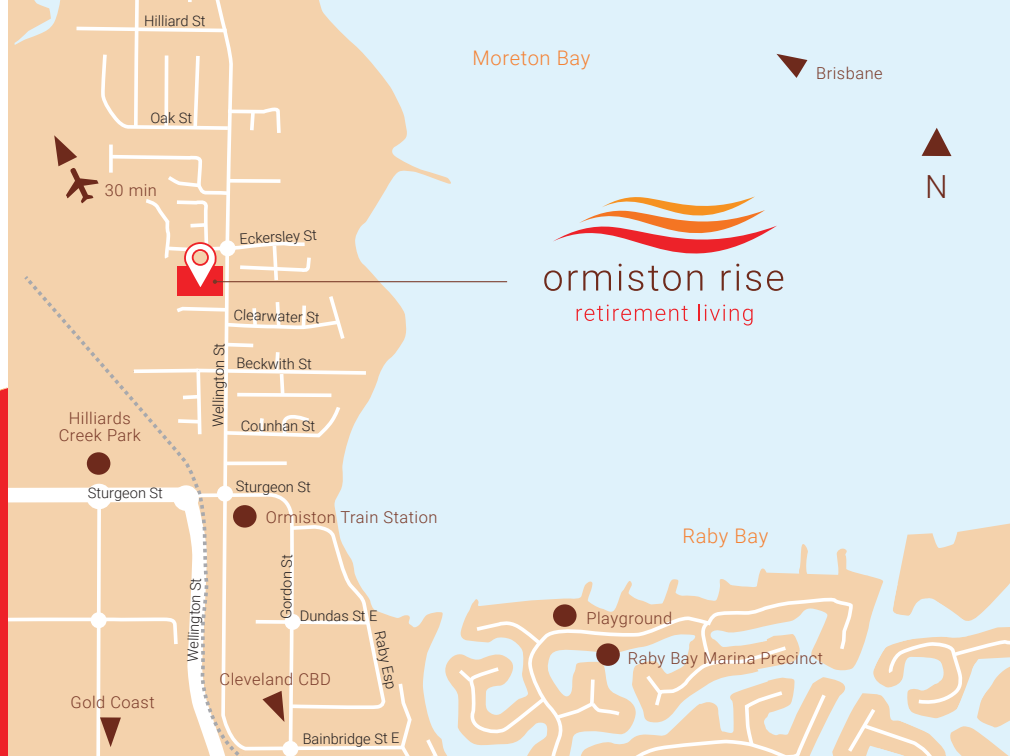 Hilliard St
Moreton Bay
Brisbane
Oak St
30 min
N
Eckersley St
ormiston rise
retirement living
Clearwater St
Wellington St
Beckwith St
Hilliards
Creek Park
Counhan St
Sturgeon St
Sturgeon St
Ormiston Train Station
Raby Bay
Gordon St
Wellington St
Dundas St E
Playground
Raby Esp
Raby Bay Marina Precinct
Cleveland CBD
Gold Coast
Bainbridge St E